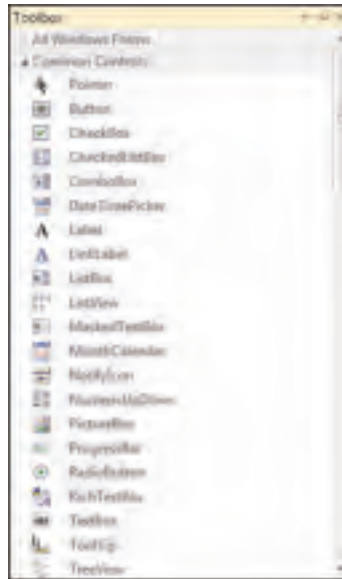 Toolbox
All Windows Forms
Common Controls
Pointer
Button
CheckBox
CheckedListBox
ComboBox
DateTimePicker
Label
LinkLabel
ListBox
ListView
MaskedTextBox
MonthCalendar
NotifyIcon
NumericUpDown
PictureBox
ProgressBar
RadioButton
RichTextBox
TextBox
ToolTip
TreeView